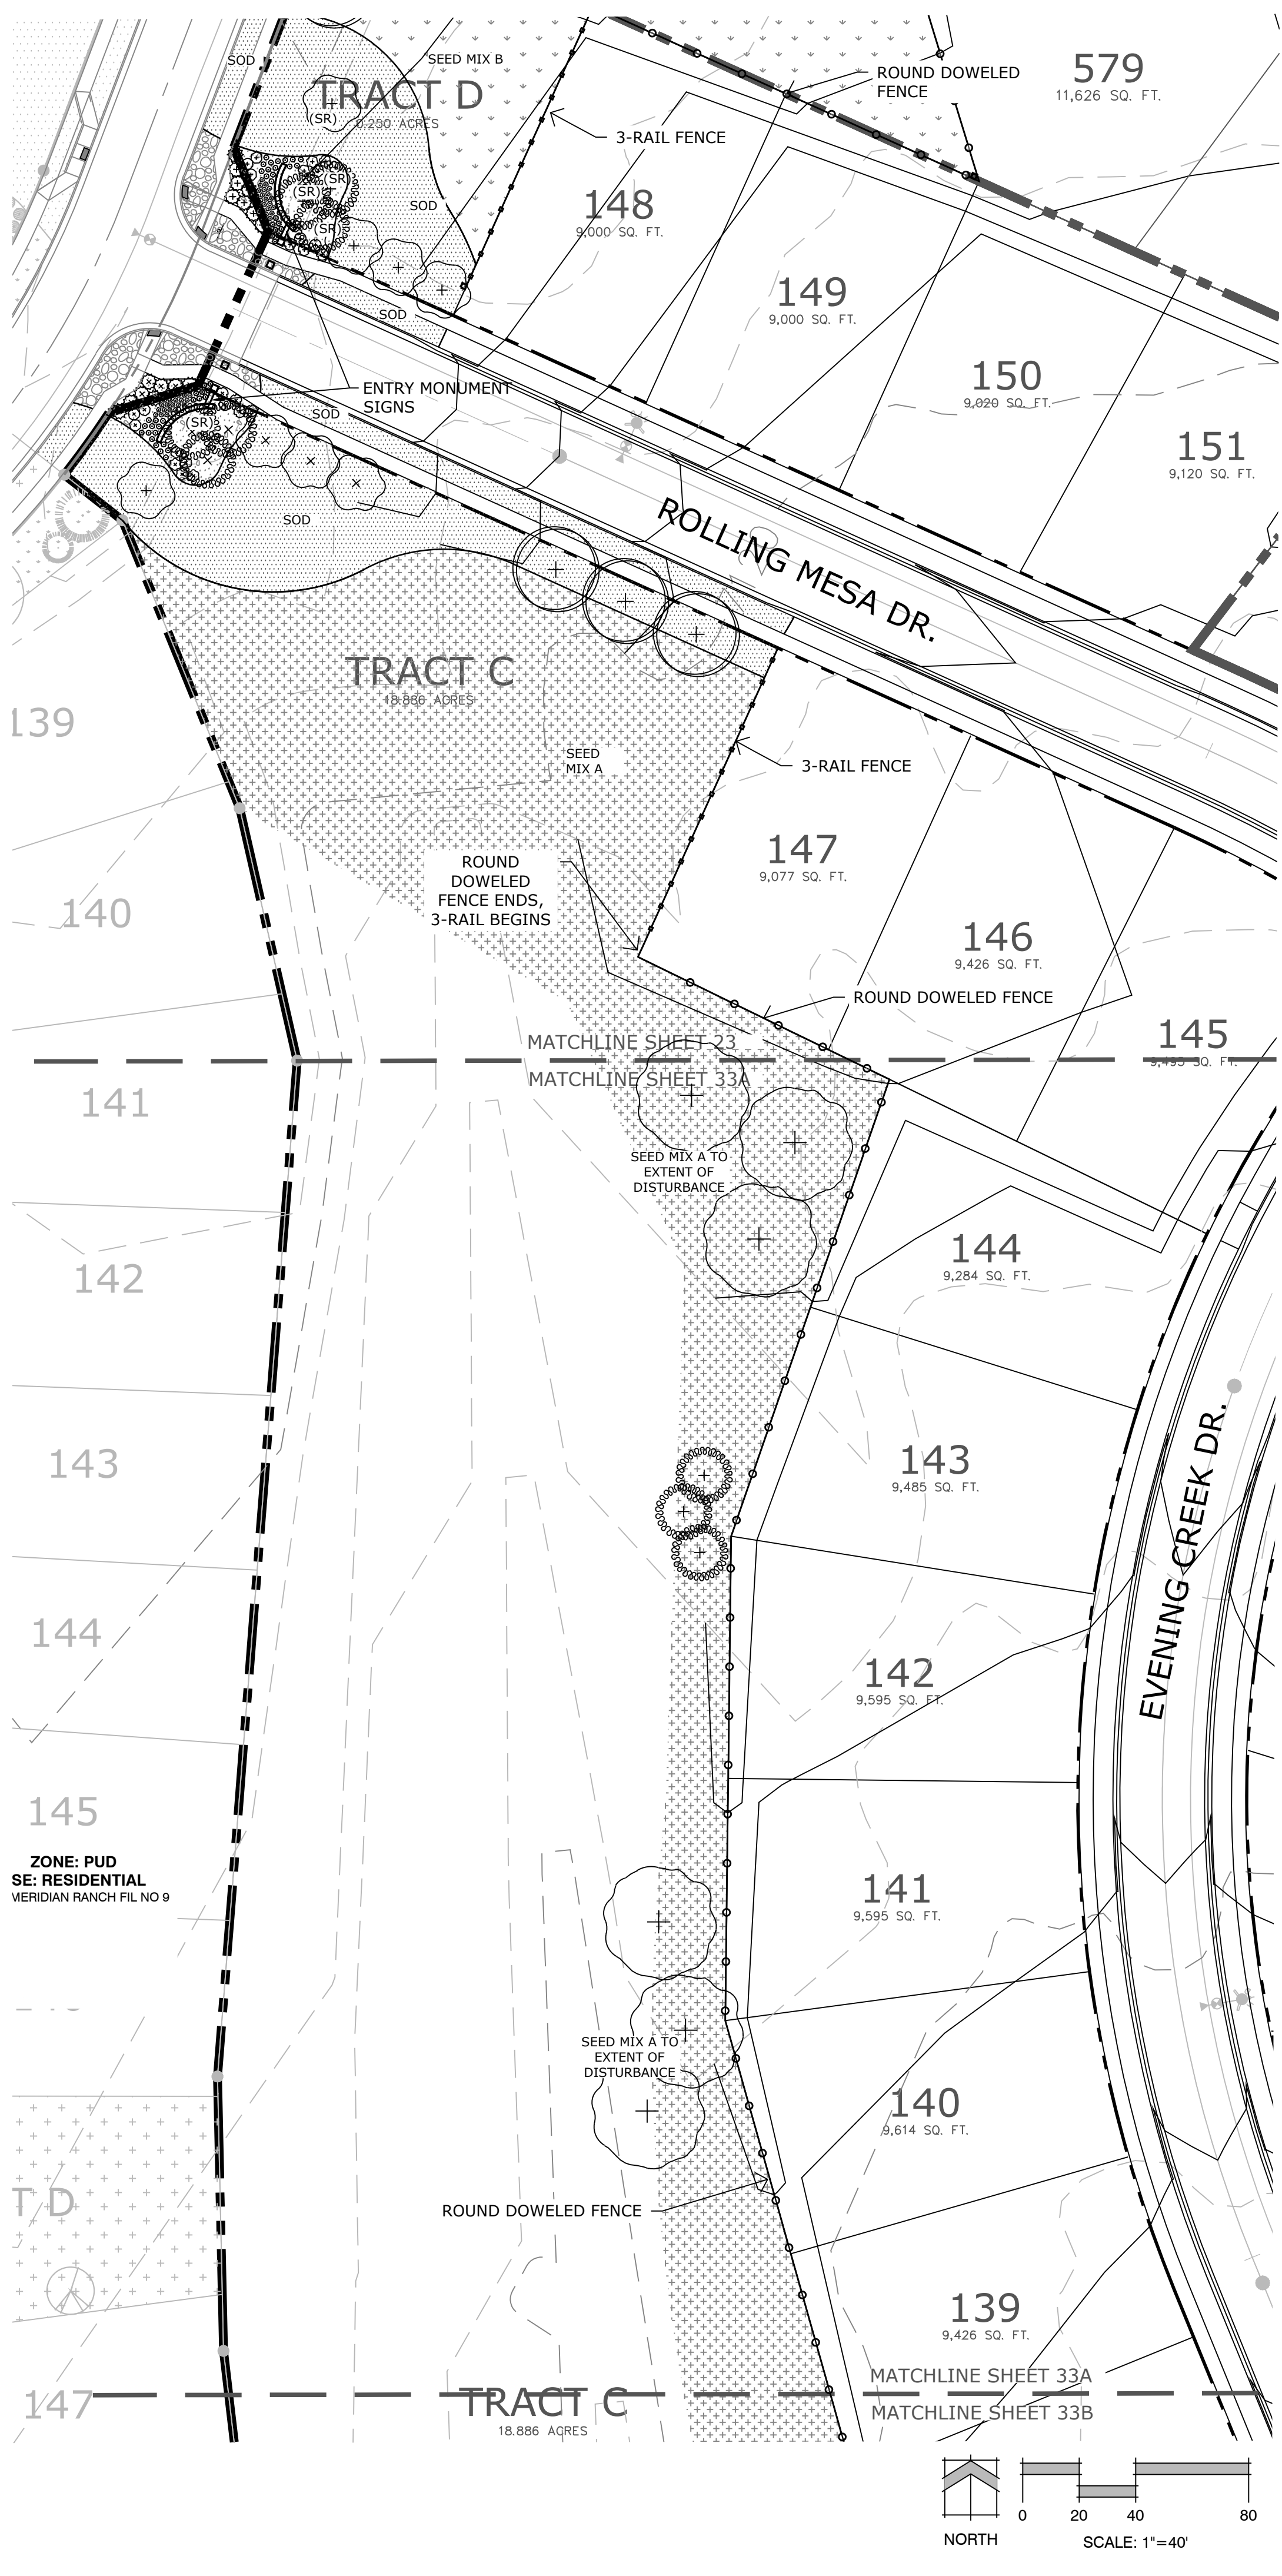 SOD
SEED MIX B
TRACT D
0.250 ACRES
(SR)
ROUND DOWELED
FENCE
579
11,626 SQ. FT.
3-RAIL FENCE
(SR)
(SR)
(SR)
SOD
148
9,000 SQ. FT.
149
9,000 SQ. FT.
SOD
150
9,020 SQ. FT.
ENTRY MONUMENT
SIGNS
SOD
(SR)
151
9,120 SQ. FT.
SOD
ROLLING MESA DR.
TRACT C
18.886 ACRES
139
SEED
MIX A
3-RAIL FENCE
147
9,077 SQ. FT.
ROUND
DOWELED
FENCE ENDS,
3-RAIL BEGINS
140
146
9,426 SQ. FT.
ROUND DOWELED FENCE
145
9,495 SQ. FT.
MATCHLINE SHEET 23
MATCHLINE SHEET 33A
141
SEED MIX A TO
EXTENT OF
DISTURBANCE
144
9,284 SQ. FT.
142
143
9,485 SQ. FT.
143
EVENING CREEK DR.
144
142
9,595 SQ. FT.
145
ZONE: PUD
SE: RESIDENTIAL
MERIDIAN RANCH FIL NO 9
141
9,595 SQ. FT.
SEED MIX A TO
EXTENT OF
DISTURBANCE
140
9,614 SQ. FT.
T D
ROUND DOWELED FENCE
139
9,426 SQ. FT.
MATCHLINE SHEET 33A
MATCHLINE SHEET 33B
147
TRACT C
18.886 ACRES
0 20 40 80
NORTH
SCALE: 1"=40'